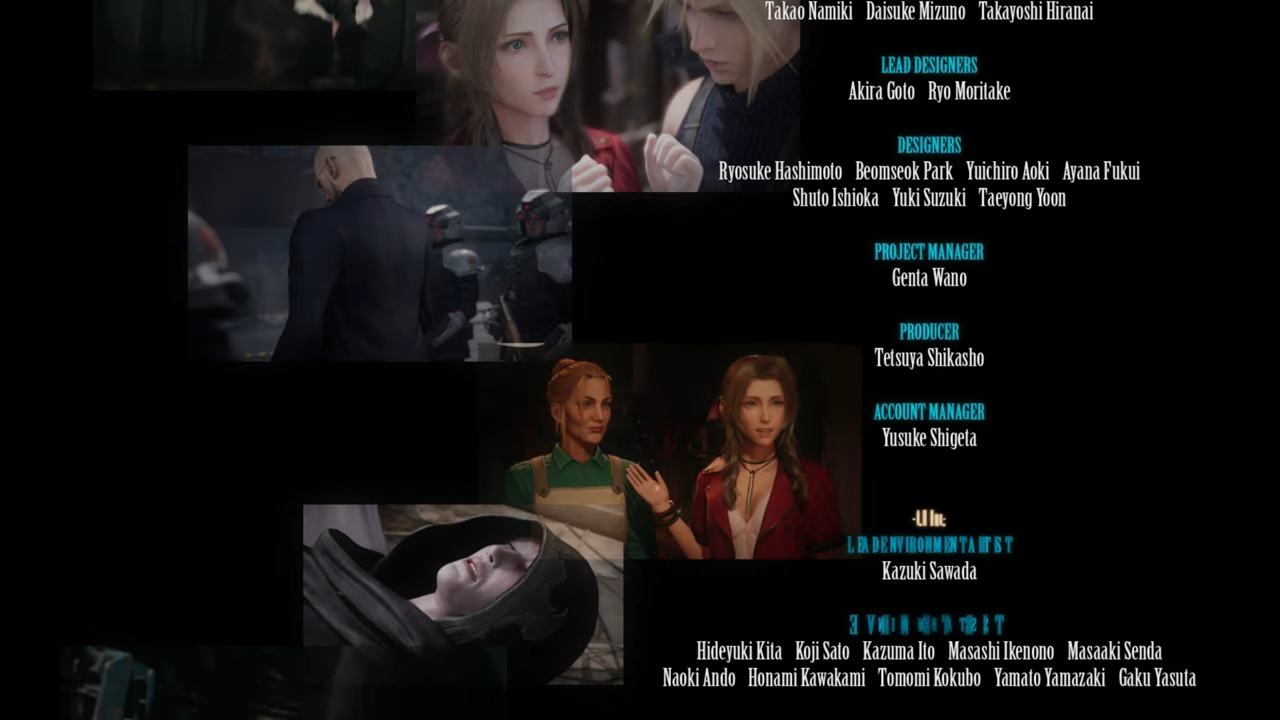 Takao Namiki Daisuke Mizuno Takayoshi Hiranai
LEAD DESIGNERS
Akira Goto Ryo Moritake
DESIGNERS
Ryosuke Hashimoto Beomseok Park Yuichiro Aoki Ayana Fukui
Shuto Ishioka Yuki Suzuki Taeyong Yoon
PROJECT MANAGER
Genta Wano
PRODUCER
Tetsuya Shikasho
ACCOUNT MANAGER
Yusuke Shigeta
LEAD ENVIRONMENT
Kazuki Sawada
Hideyuki Kita Koji Sato Kazuma Ito Masashi Ikenono Masaaki Senda
Naoki Ando Honami Kawakami Tomomi Kokubo Yamato Yamazaki Gaku Yasuta